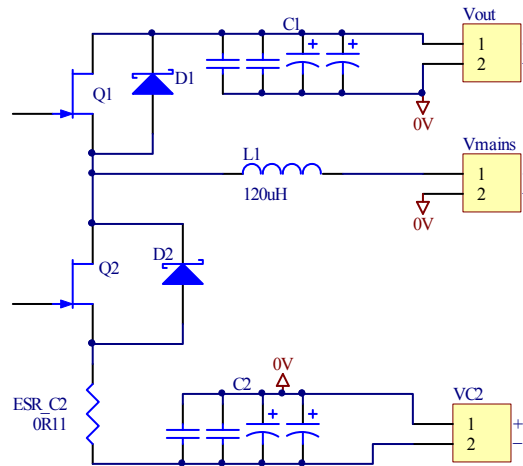 C1
+
+
Vout
1
2
Q1
D1
0V
L1
120uH
Vmains
1
2
0V
Q2
D2
0V
ESR_C2
0R11
C2
+
+
VC2
1
2
+
−